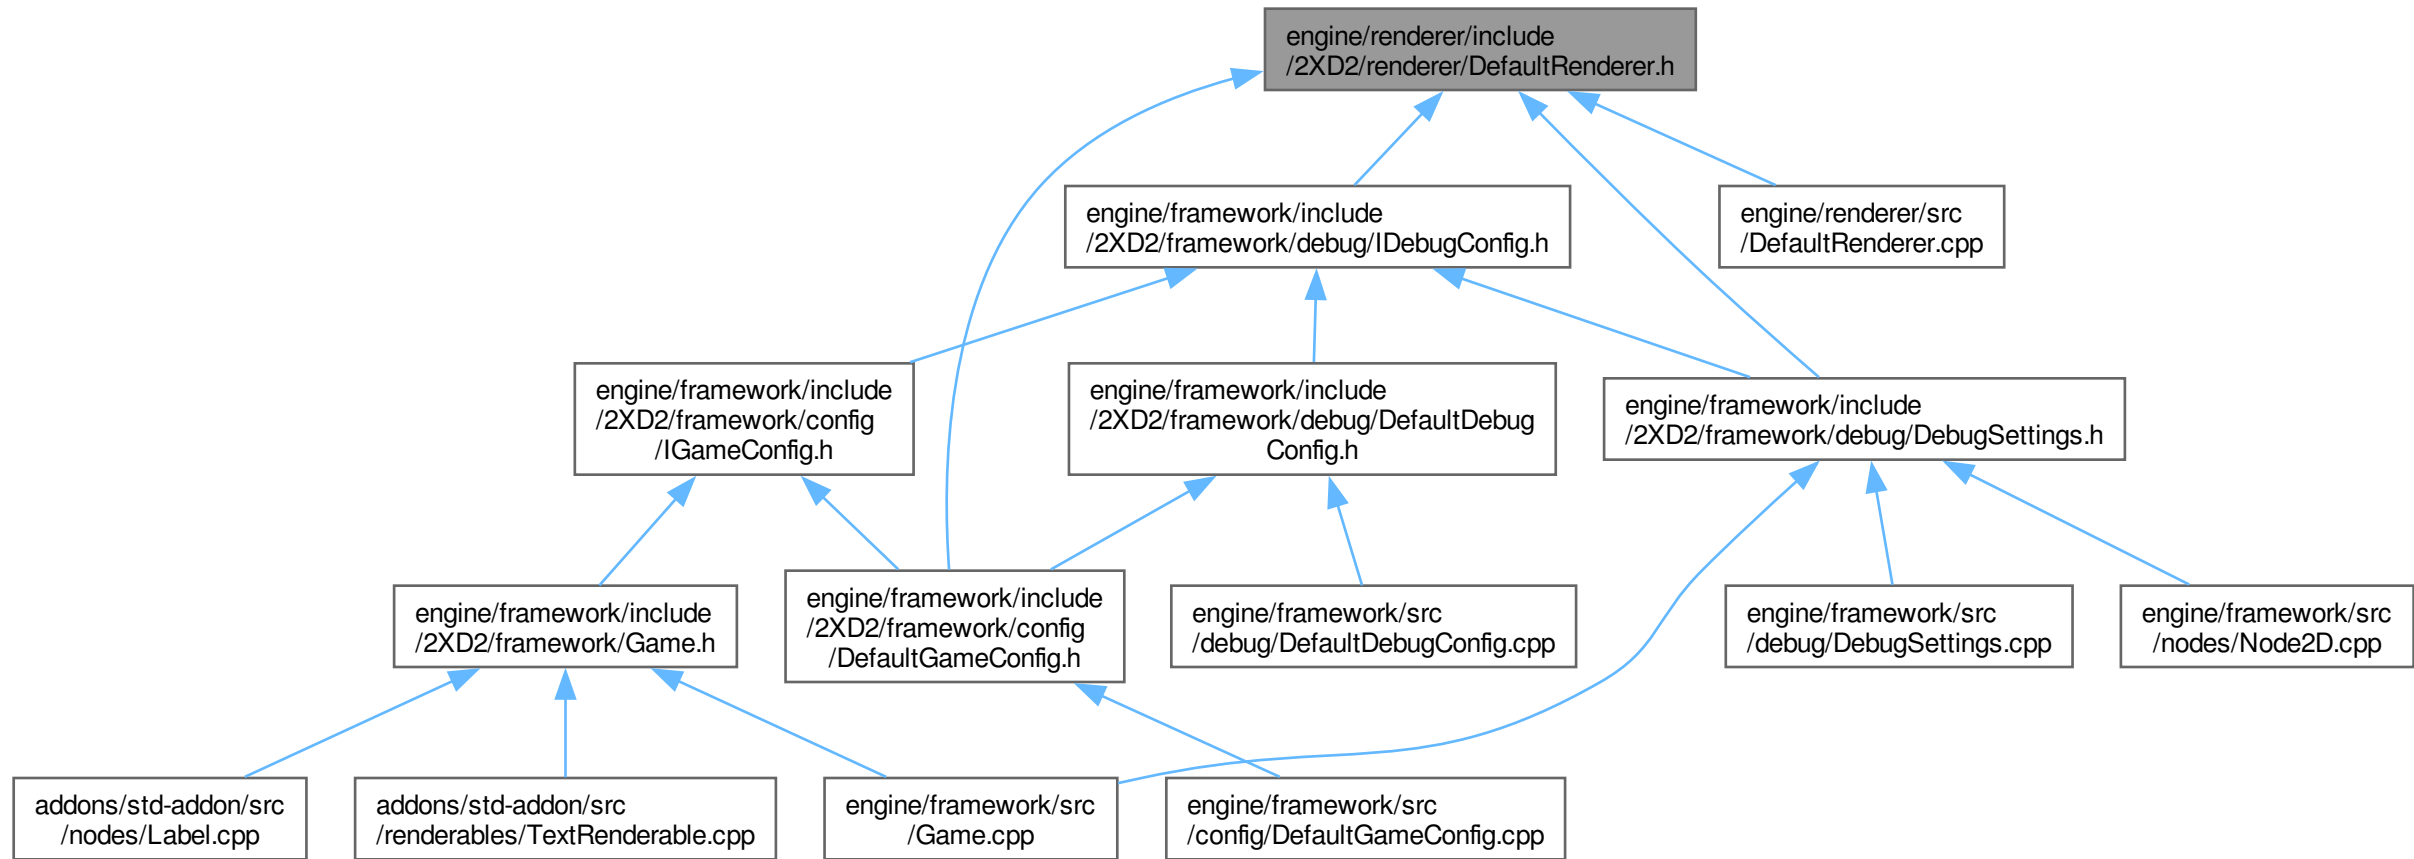 engine/renderer/include
/2XD2/renderer/DefaultRenderer.h
engine/framework/include
/2XD2/framework/debug/IDebugConfig.h
engine/renderer/src
/DefaultRenderer.cpp
engine/framework/include
/2XD2/framework/config
/IGameConfig.h
engine/framework/include
/2XD2/framework/debug/DefaultDebug
Config.h
engine/framework/include
/2XD2/framework/debug/DebugSettings.h
engine/framework/include
/2XD2/framework/Game.h
engine/framework/include
/2XD2/framework/config
/DefaultGameConfig.h
engine/framework/src
/debug/DefaultDebugConfig.cpp
engine/framework/src
/debug/DebugSettings.cpp
engine/framework/src
/nodes/Node2D.cpp
addons/std-addon/src
/nodes/Label.cpp
addons/std-addon/src
/renderables/TextRenderable.cpp
engine/framework/src
/Game.cpp
engine/framework/src
/config/DefaultGameConfig.cpp